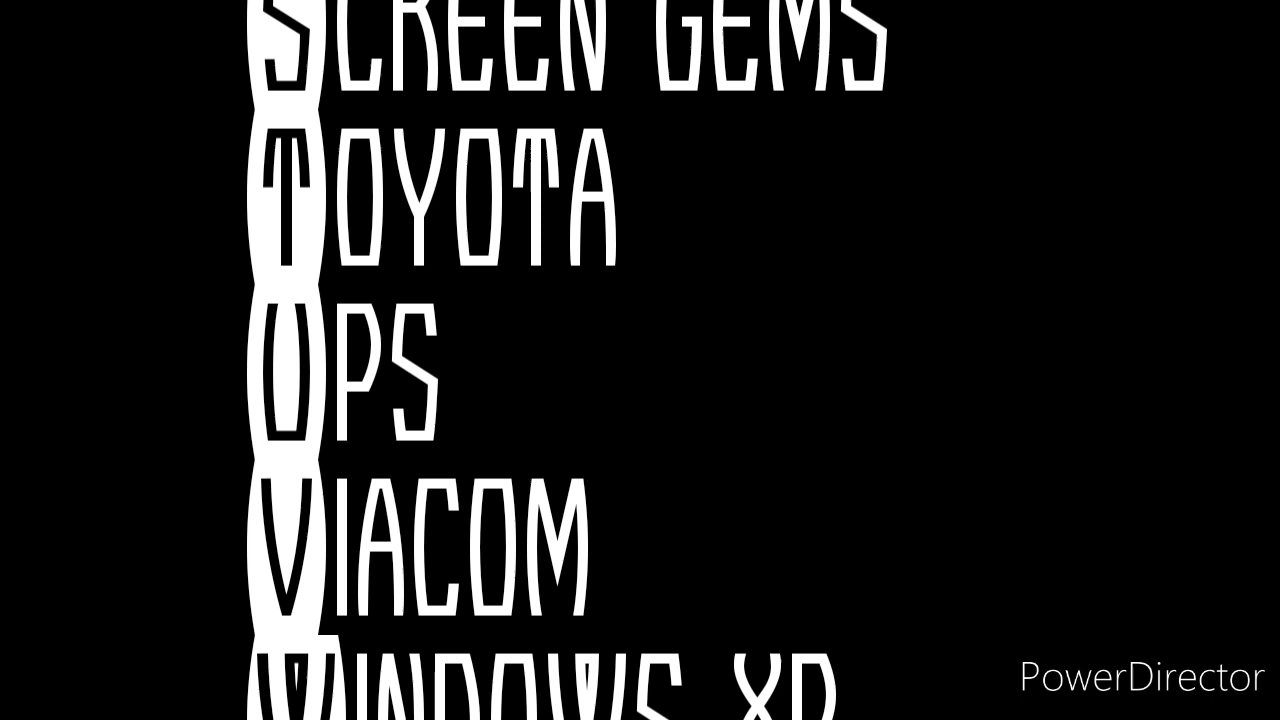 SCREEN GEMS
TOYOTA
UPS
VIACOM
WINDOWS XP
PowerDirector